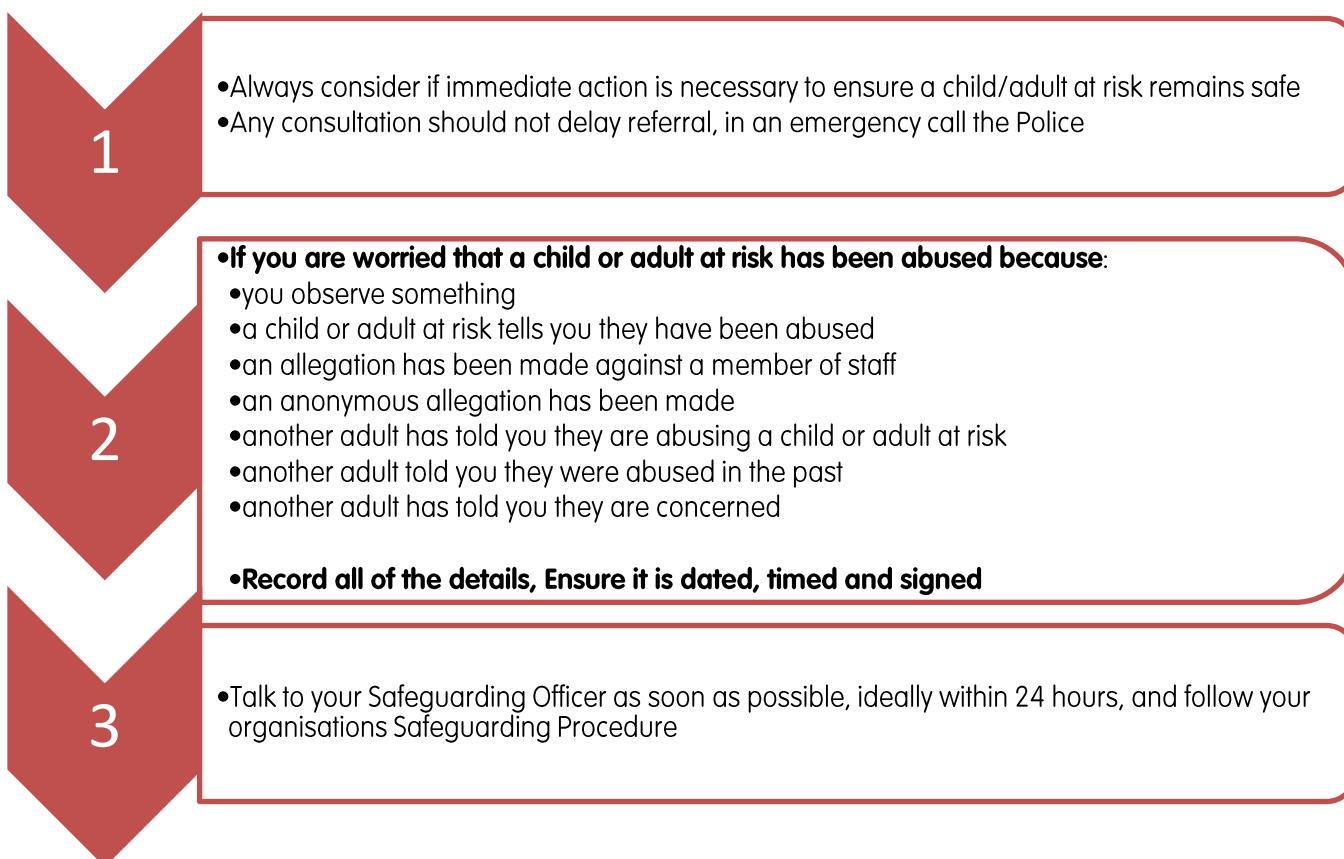 1
•Always consider if immediate action is necessary to ensure a child/adult at risk remains safe
•Any consultation should not delay referral, in an emergency call the Police
2
•If you are worried that a child or adult at risk has been abused because:
•you observe something
•a child or adult at risk tells you they have been abused
•an allegation has been made against a member of staff
•an anonymous allegation has been made
•another adult has told you they are abusing a child or adult at risk
•another adult told you they were abused in the past
•another adult has told you they are concerned
•Record all of the details, Ensure it is dated, timed and signed
3
•Talk to your Safeguarding Officer as soon as possible, ideally within 24 hours, and follow your
organisations Safeguarding Procedure